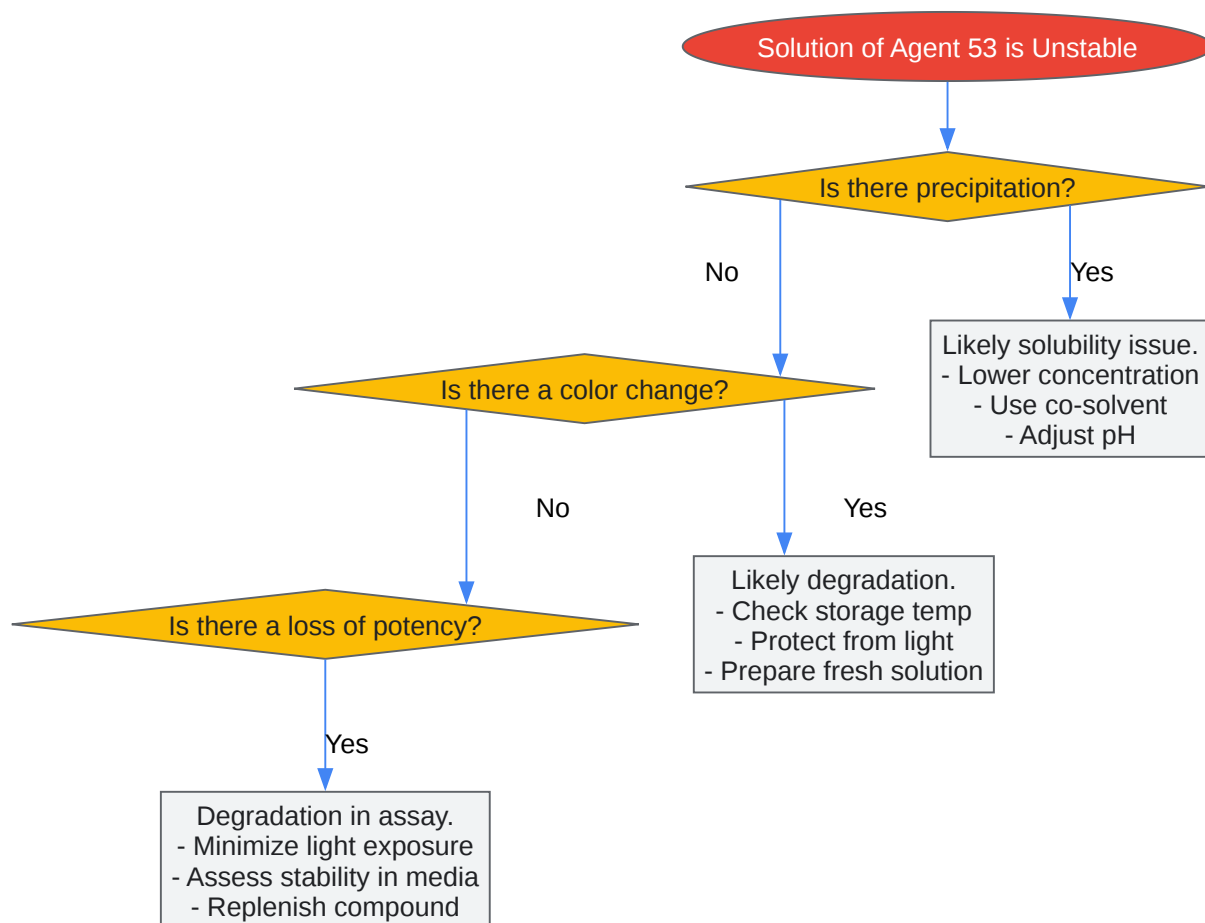 Solution of Agent 53 is Unstable
Is there precipitation?
No
Yes
Likely solubility issue.
- Lower concentration
- Use co-solvent
- Adjust pH
Is there a color change?
No
Yes
Likely degradation.
- Check storage temp
- Protect from light
- Prepare fresh solution
Is there a loss of potency?
Yes
Degradation in assay.
- Minimize light exposure
- Assess stability in media
- Replenish compound